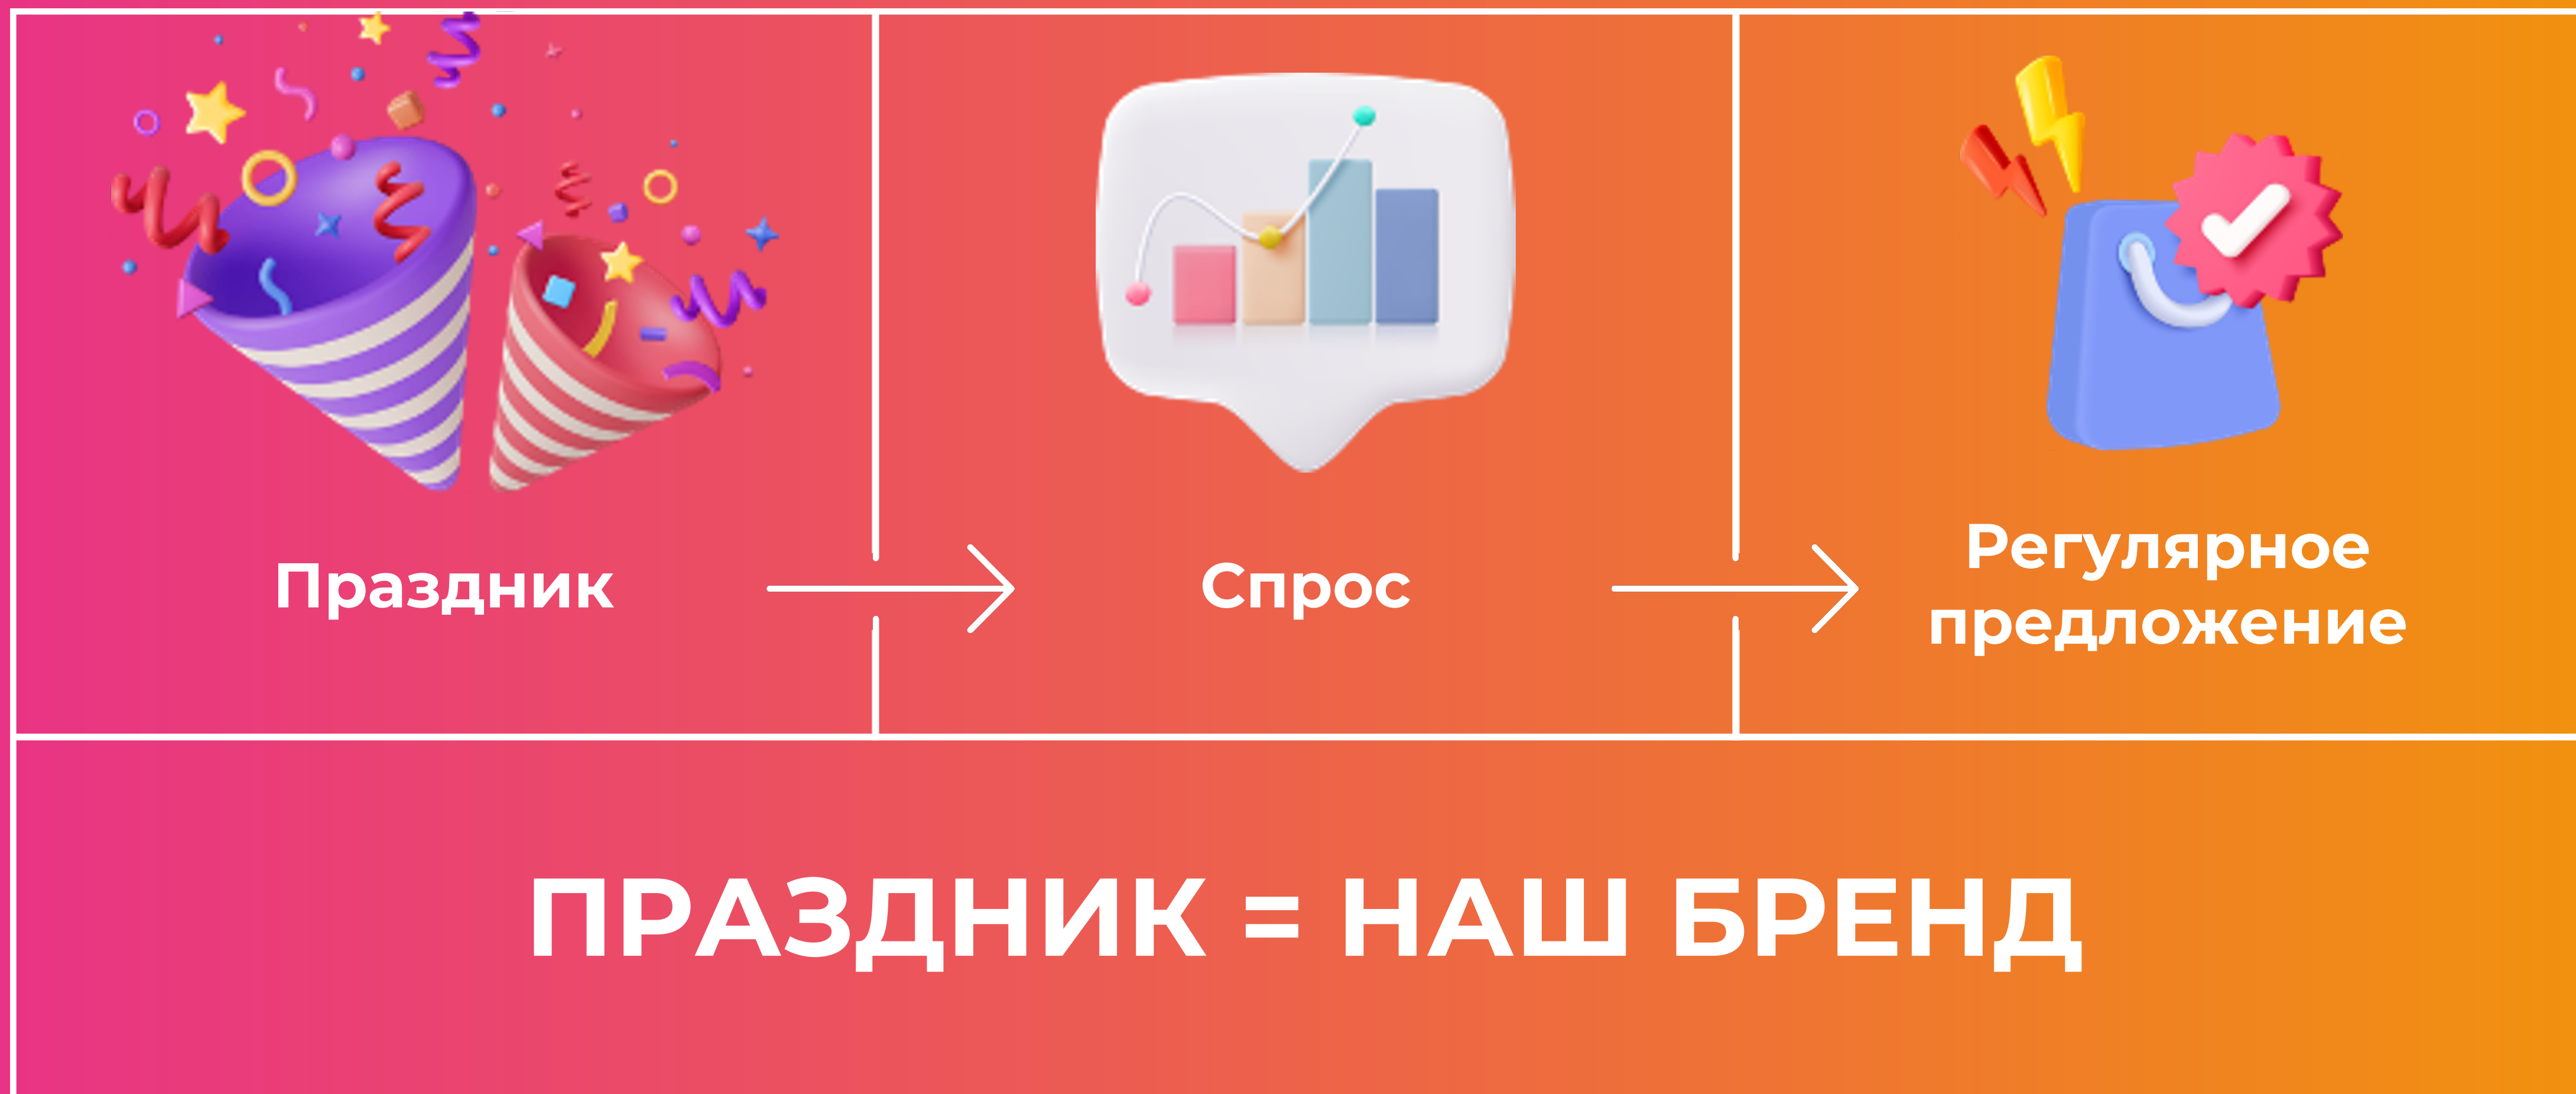 Праздник
Спрос
Регулярное
предложение
ПРАЗДНИК = НАШ БРЕНД